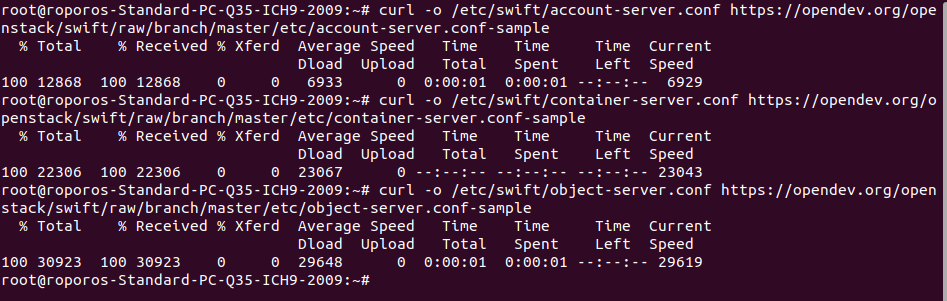 root@roporos-Standard-PC-Q35-ICH9-2009:~# curl -o /etc/swift/account-server.conf https://opendev.org/ope
nstack/swift/raw/branch/master/etc/account-server.conf-sample
  % Total    % Received % Xferd  Average Speed   Time    Time     Time  Current
                                 Dload  Upload   Total   Spent    Left  Speed
100 12868  100 12868    0     0   6933      0  0:00:01  0:00:01 --:--:--  6929
root@roporos-Standard-PC-Q35-ICH9-2009:~# curl -o /etc/swift/container-server.conf https://opendev.org/o
penstack/swift/raw/branch/master/etc/container-server.conf-sample
  % Total    % Received % Xferd  Average Speed   Time    Time     Time  Current
                                 Dload  Upload   Total   Spent    Left  Speed
100 22306  100 22306    0     0  23067      0 --:--:-- --:--:-- --:--:-- 23043
root@roporos-Standard-PC-Q35-ICH9-2009:~# curl -o /etc/swift/object-server.conf https://opendev.org/open
stack/swift/raw/branch/master/etc/object-server.conf-sample
  % Total    % Received % Xferd  Average Speed   Time    Time     Time  Current
                                 Dload  Upload   Total   Spent    Left  Speed
100 30923  100 30923    0     0  29648      0  0:00:01  0:00:01 --:--:-- 29619
root@roporos-Standard-PC-Q35-ICH9-2009:~#